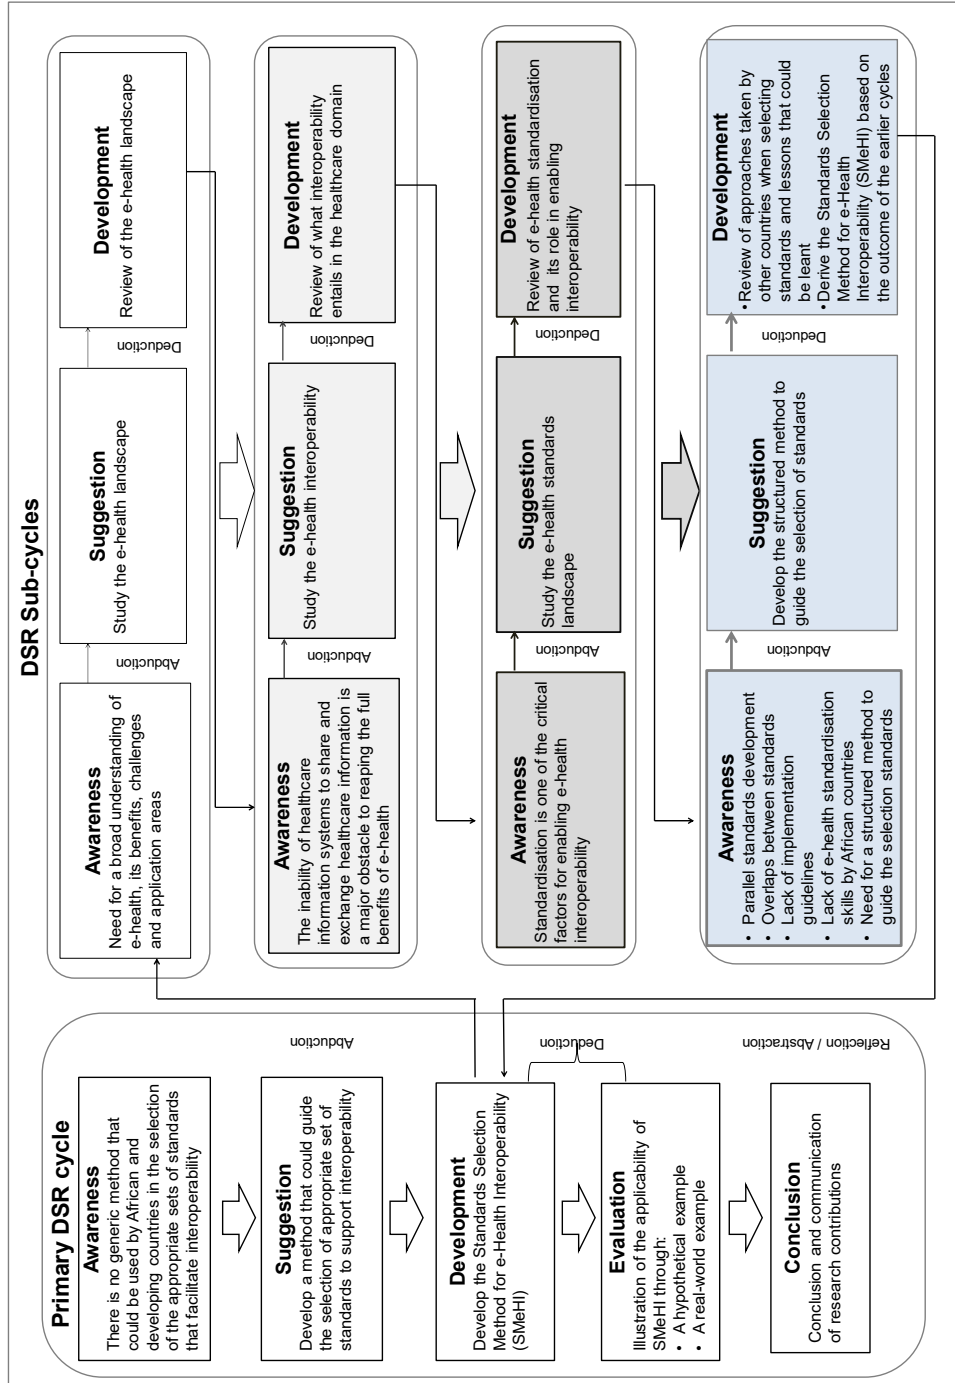 Primary DSR cycle
Awareness
There is no generic method that
could be used by African and
developing countries in the selection
of the appropriate sets of standards
that facilitate interoperability
Abduction
Suggestion
Develop a method that could guide
the selection of appropriate set of
standards to support interoperability
Development
Develop the Standards Selection
Method for e-Health Interoperability
(SMeHI)
Deduction
Evaluation
Illustration of the applicability of
SMeHI through:
• A hypothetical example
• A real-world example
Reflection / Abstraction
Conclusion
Conclusion and communication
of research contributions
DSR Sub-cycles
Awareness
Need for a broad understanding of
e-health, its benefits, challenges
and application areas
Abduction
Suggestion
Study the e-health landscape
Deduction
Development
Review of the e-health landscape
Awareness
The inability of healthcare
information systems to share and
exchange healthcare information is
a major obstacle to reaping the full
benefits of e-health
Abduction
Suggestion
Study the e-health interoperability
Deduction
Development
Review of what interoperability
entails in the healthcare domain
Awareness
Standardisation is one of the critical
factors for enabling e-health
interoperability
Abduction
Suggestion
Study the e-health standards
landscape
Deduction
Development
Review of e-health standardisation
and its role in enabling
interoperability
Awareness
• Parallel standards development
• Overlaps between standards
• Lack of implementation
guidelines
• Lack of e-health standardisation
skills by African countries
• Need for a structured method to
guide the selection standards
Abduction
Suggestion
Develop the structured method to
guide the selection of standards
Deduction
Development
• Review of approaches taken by
other countries when selecting
standards and lessons that could
be leant
• Derive the Standards Selection
Method for e-Health
Interoperability (SMeHI) based on
the outcome of the earlier cycles